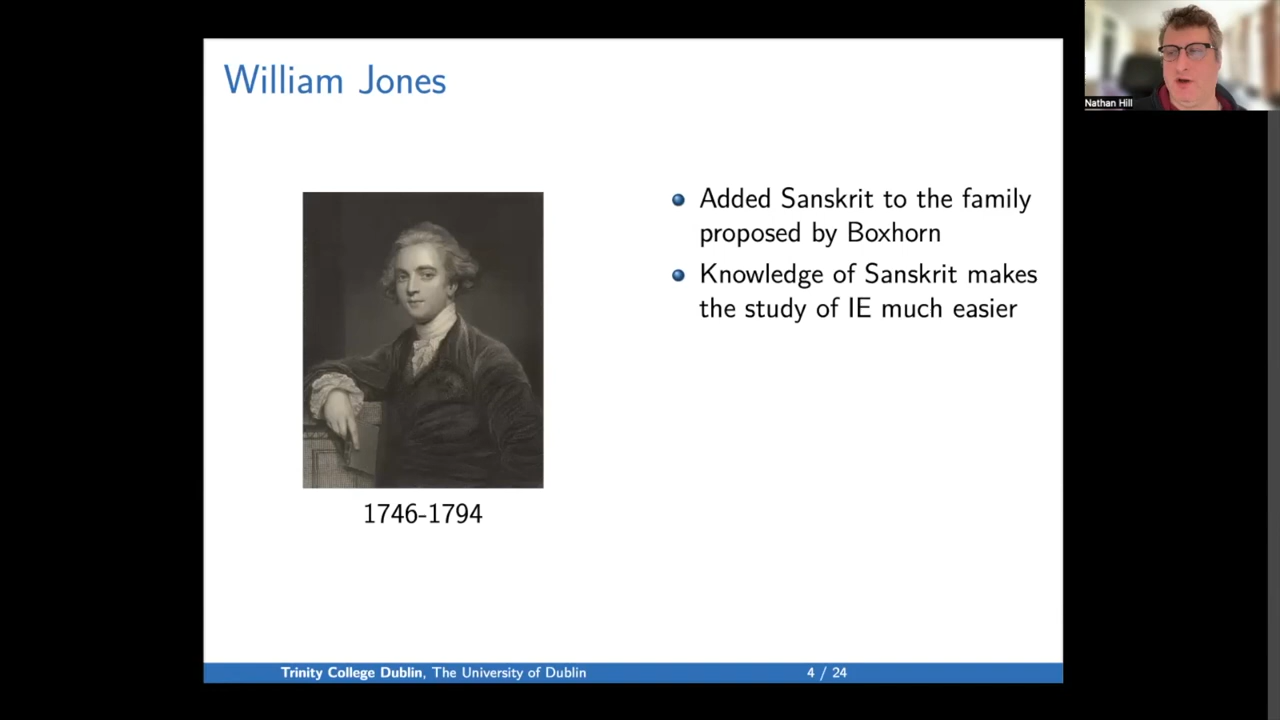 William Jones
Nathan Hill
Added Sanskrit to the family
proposed by Boxhorn
Knowledge of Sanskrit makes
the study of IE much easier
1746-1794
Trinity College Dublin, The University of Dublin
4 / 24